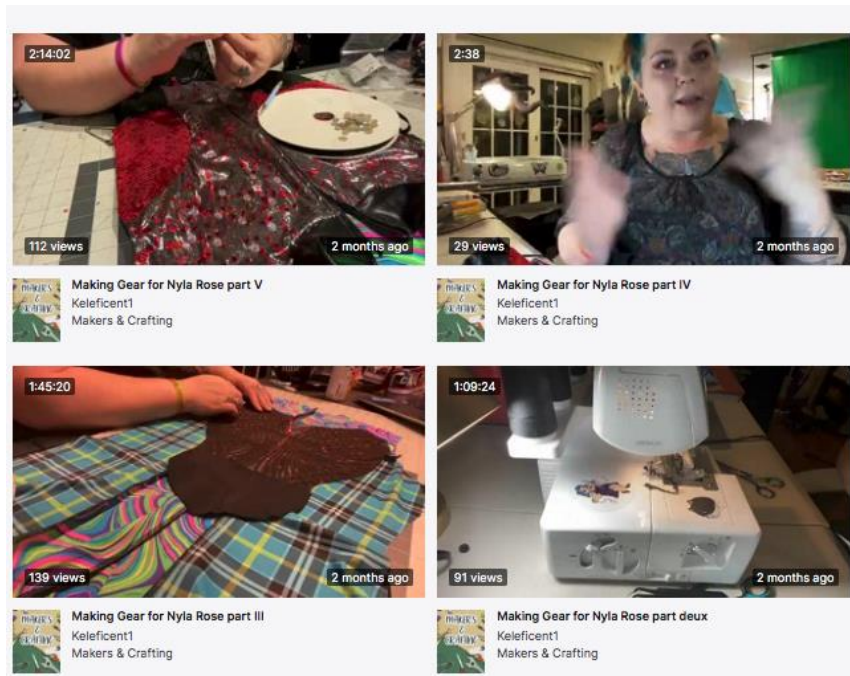 2:14:02
112 views
2 months ago
Making Gear for Nyla Rose part V
Keleficent1
Makers & Crafting
2:38
29 views
2 months ago
Making Gear for Nyla Rose part IV
Keleficent1
Makers & Crafting
1:45:20
139 views
2 months ago
Making Gear for Nyla Rose part III
Keleficent1
Makers & Crafting
1:09:24
91 views
2 months ago
Making Gear for Nyla Rose part deux
Keleficent1
Makers & Crafting